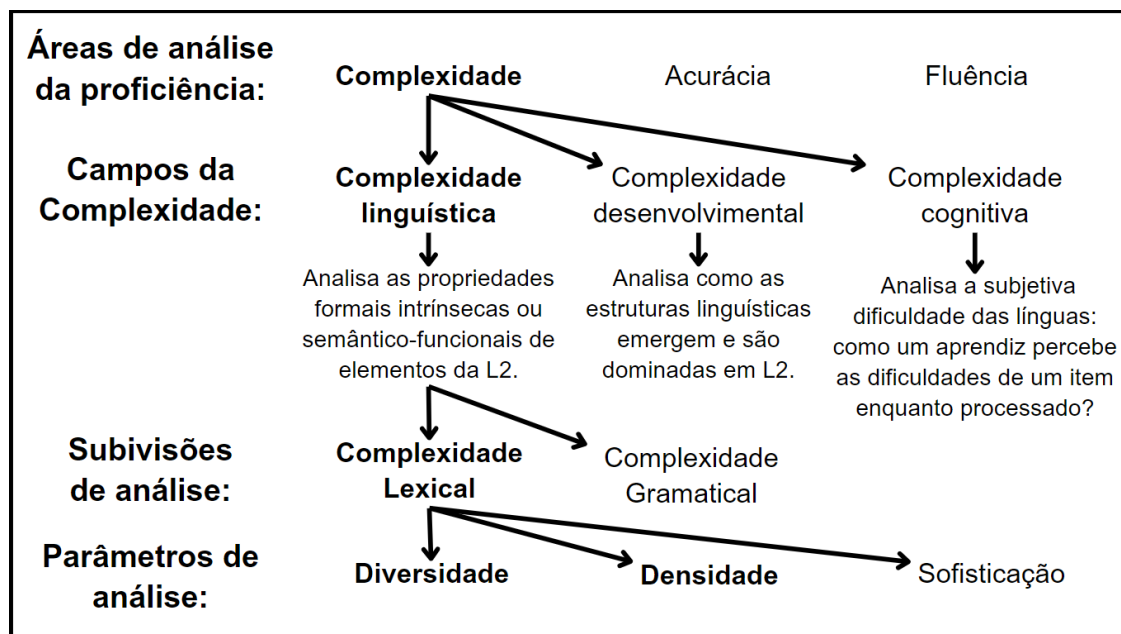 Áreas de análise
da proficiência:
Complexidade
Acurácia
Fluência
Campos da
Complexidade:
Complexidade
linguística
Complexidade
desenvolvimental
Complexidade
cognitiva
Analisa as propriedades
formais intrínsecas ou
semântico-funcionais de
elementos da L2.
Analisa como as
estruturas linguísticas
emergem e são
dominadas em L2.
Analisa a subjetiva
dificuldade das línguas:
como um aprendiz percebe
as dificuldades de um item
enquanto processado?
Subivisões
de análise:
Complexidade
Lexical
Complexidade
Gramatical
Parâmetros de
análise:
Diversidade
Densidade
Sofisticação